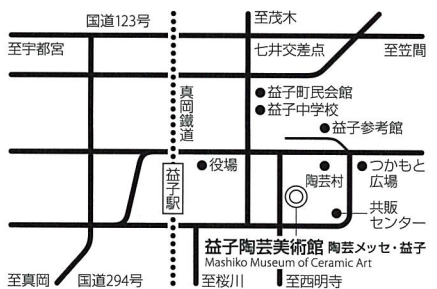 国道123号
至茂木
至宇都宮
七井交差点
至笠間
真岡鐵道
益子町民会館
益子中学校
益子参考館
役場
益子駅
陶芸村
つかもと
広場
共販
センター
益子陶芸美術館 陶芸メッセ・益子
Mashiko Museum of Ceramic Art
至真岡
国道294号
至桜川
至西明寺